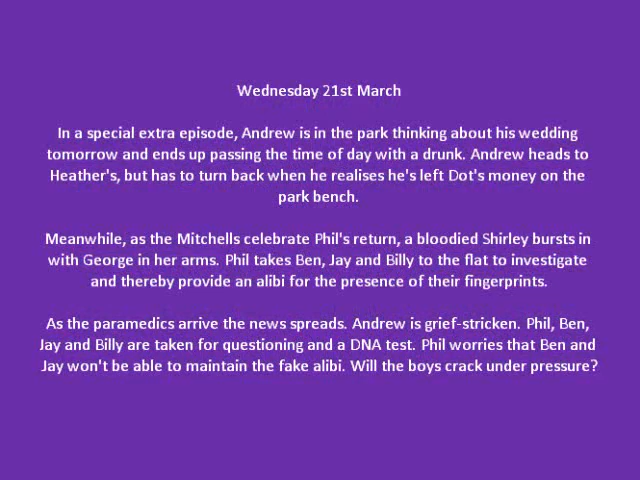 Wednesday 21st March
In a special extra episode, Andrew is in the park thinking about his wedding
tomorrow and ends up passing the time of day with a drunk. Andrew heads to
Heather's, but has to turn back when he realises he's left Dot's money on the
park bench.
Meanwhile, as the Mitchells celebrate Phil's return, a bloodied Shirley bursts in
with George in her arms. Phil takes Ben, Jay and Billy to the flat to investigate
and thereby provide an alibi for the presence of their fingerprints.
As the paramedics arrive the news spreads. Andrew is grief-stricken. Phil, Ben,
Jay and Billy are taken for questioning and a DNA test. Phil worries that Ben and
Jay won't be able to maintain the fake alibi. Will the boys crack under pressure?